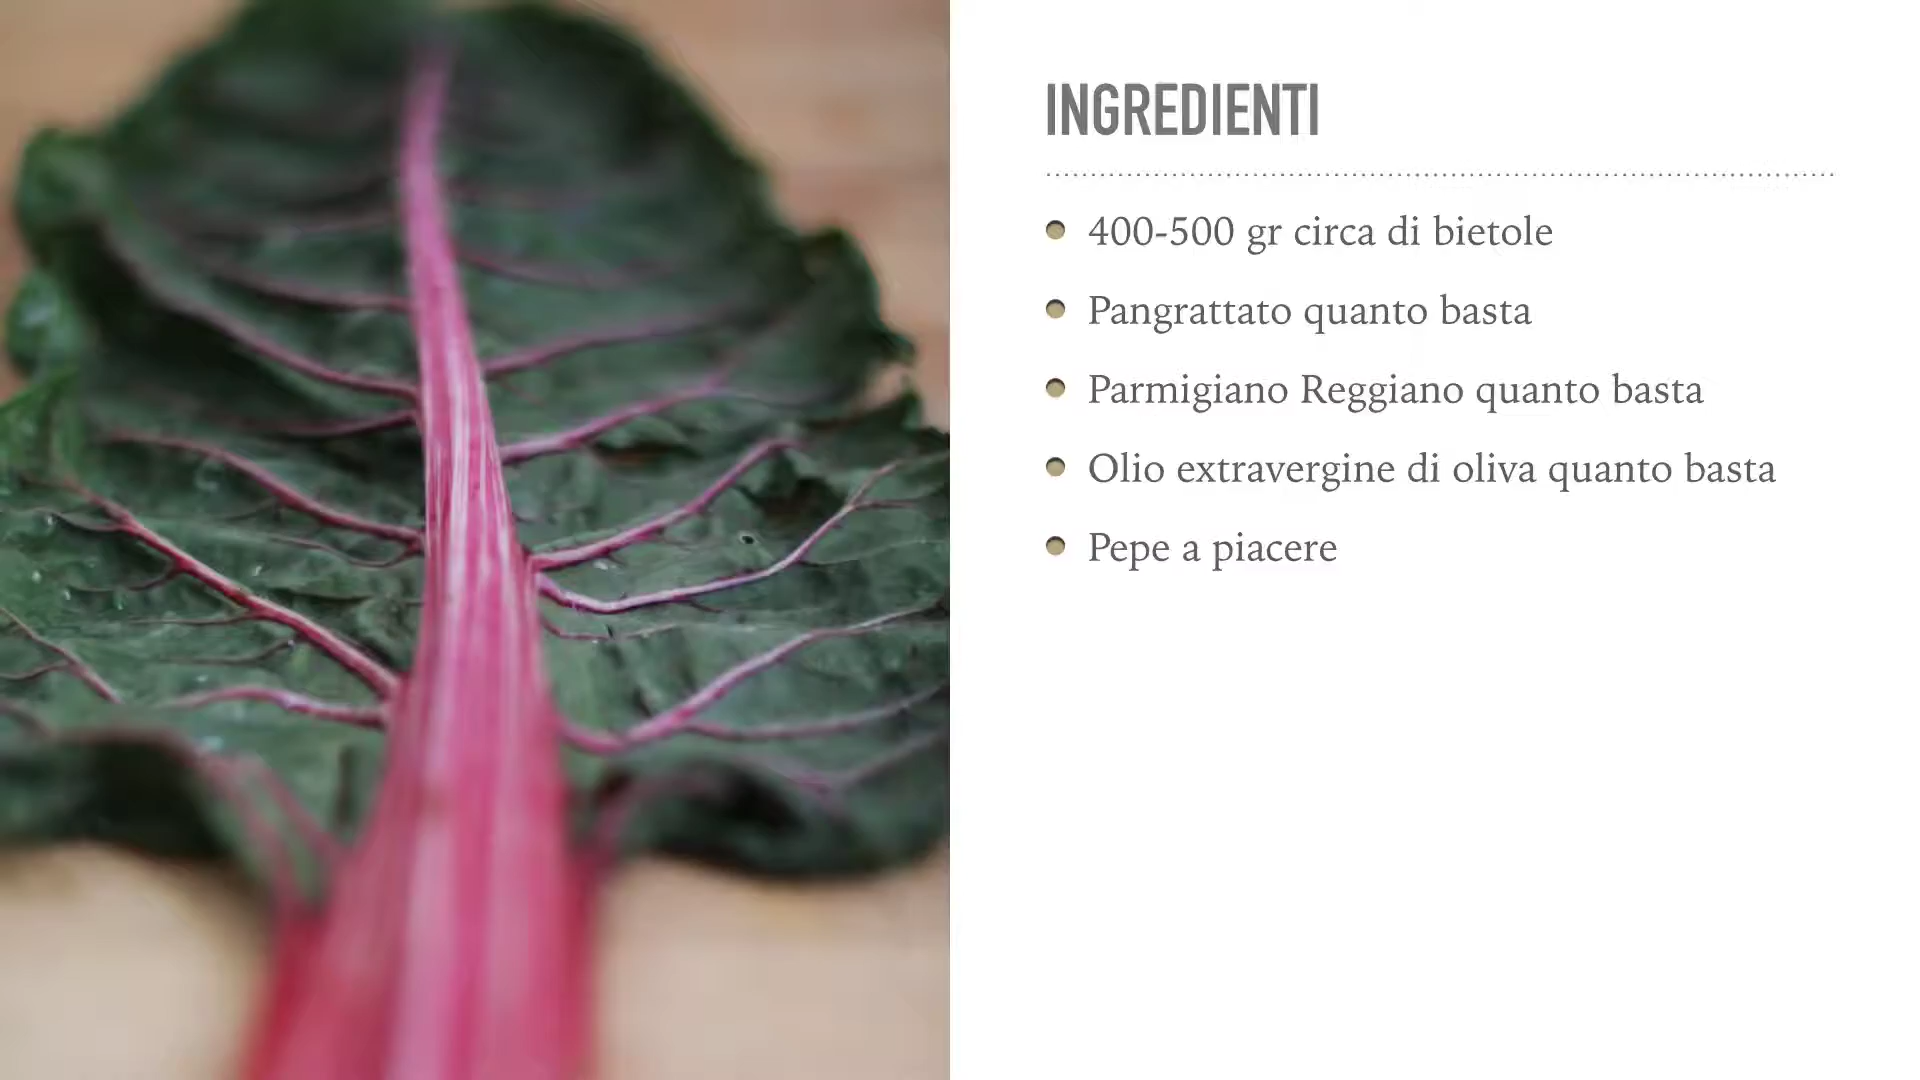 INGREDIENTI
400-500 gr circa di bietole
Pangrattato quanto basta
Parmigiano Reggiano quanto basta
Olio extravergine di oliva quanto basta
Pepe a piacere